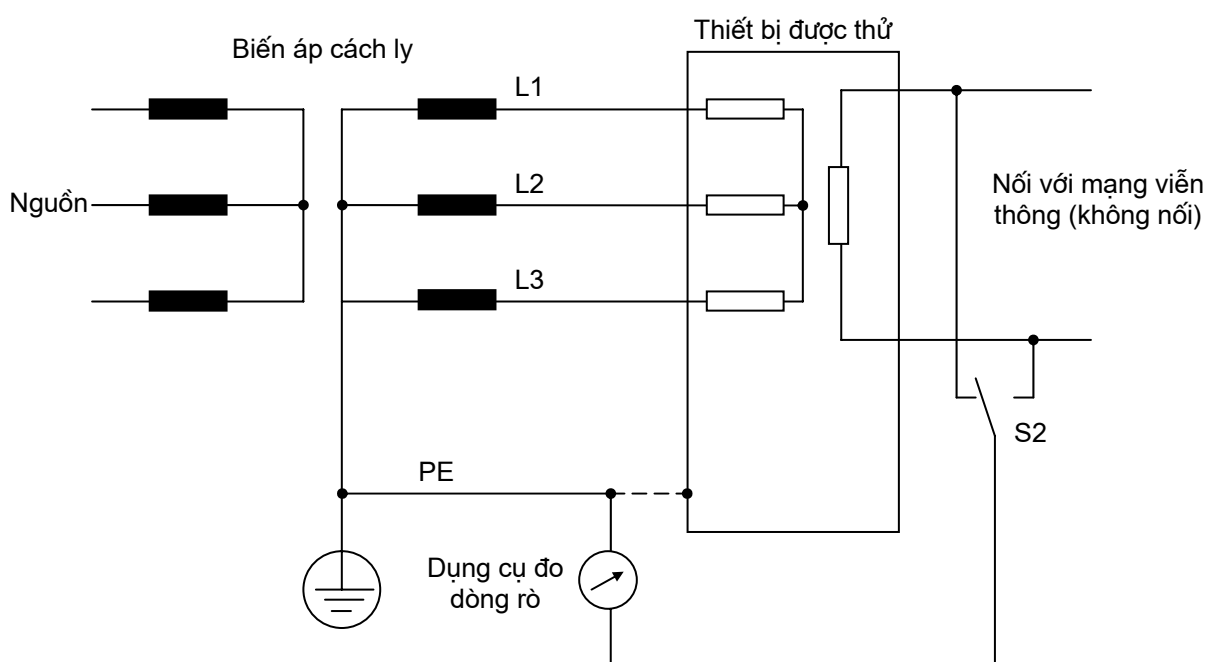 Thiết bị được thử
Biến áp cách ly
L1
Nguồn
L2
Nối với mạng viễn
thông (không nối)
L3
S2
PE
Dụng cụ đo
dòng rò